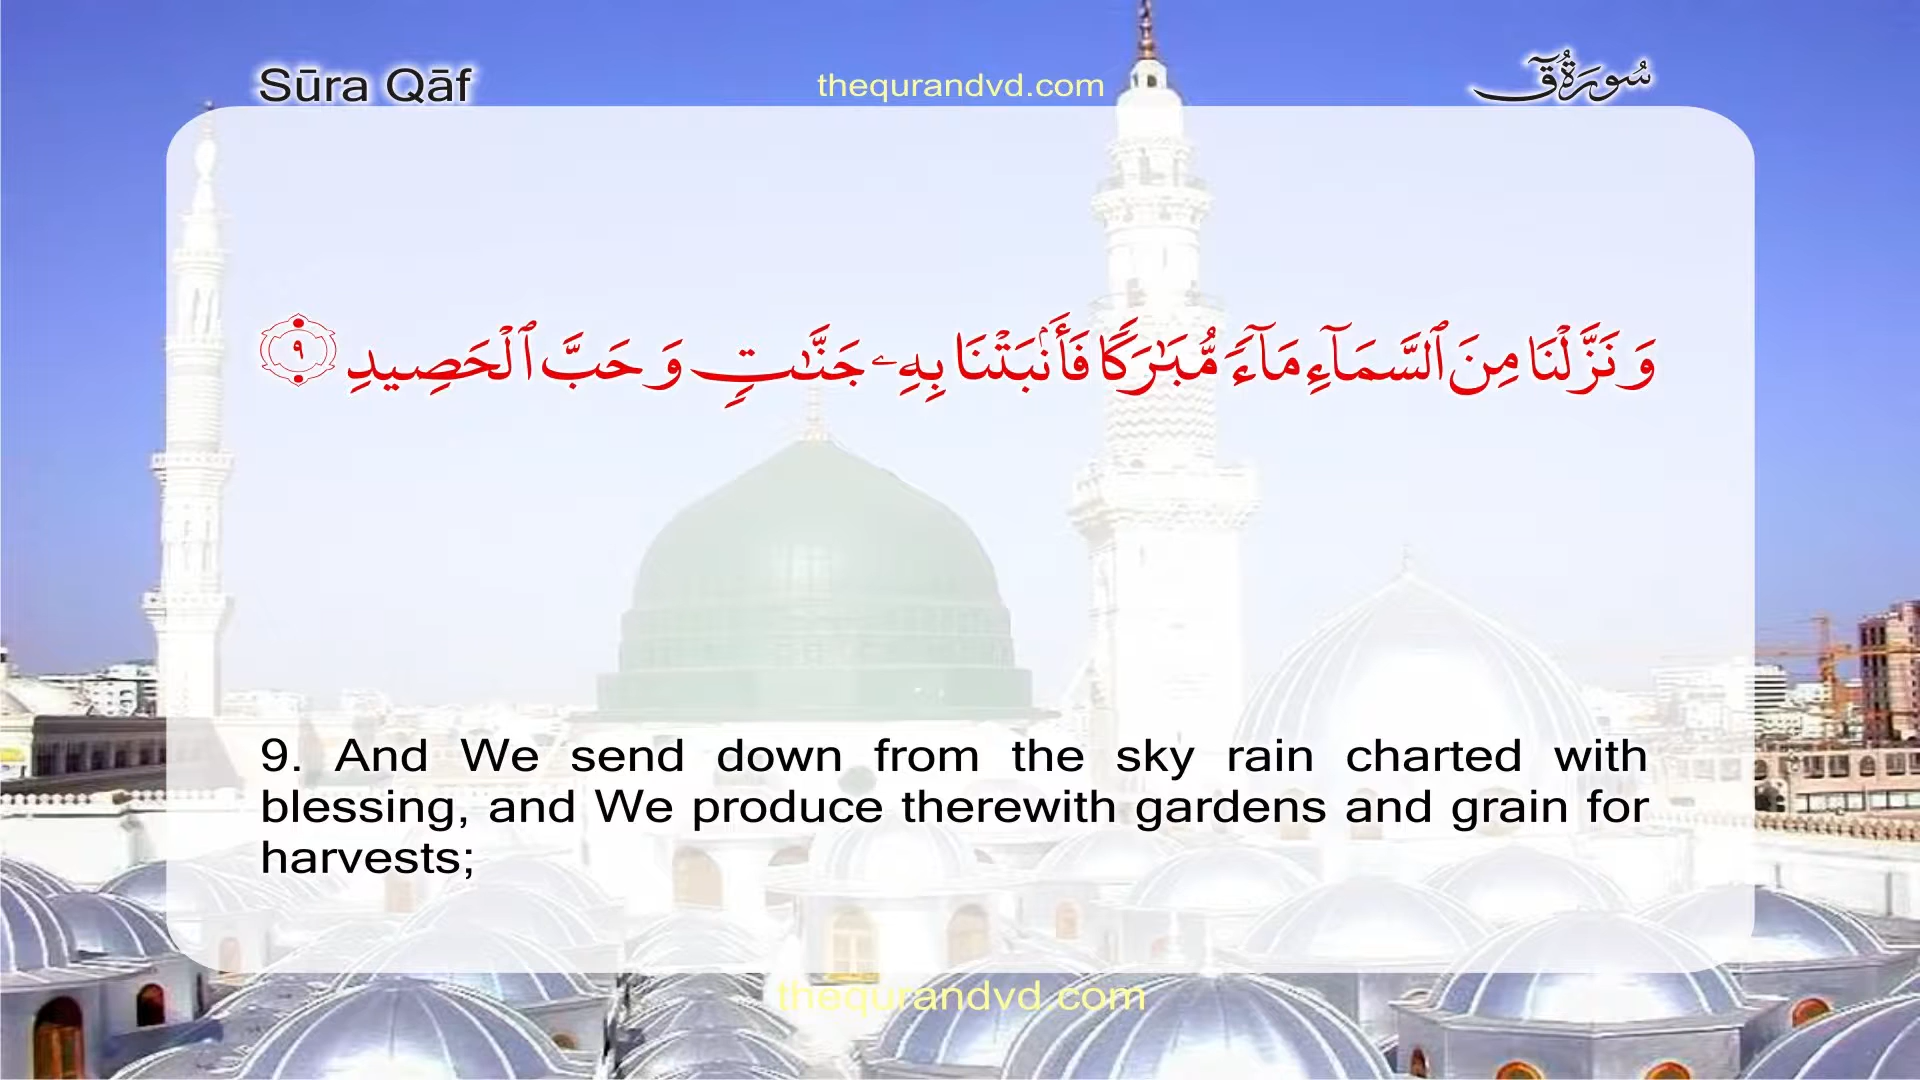 Sūra Qāf
thequrandvd.com
سُورَةُ قٓ
وَنَزَّلْنَا مِنَ ٱلسَّمَآءِ مَآءً مُّبَٰرَكًا فَأَنۢبَتْنَا بِهِۦ جَنَّٰتٍ وَحَبَّ ٱلْحَصِيدِ ٩
9. And We send down from the sky rain charted with
blessing, and We produce therewith gardens and grain for
harvests;
thequrandvd.com